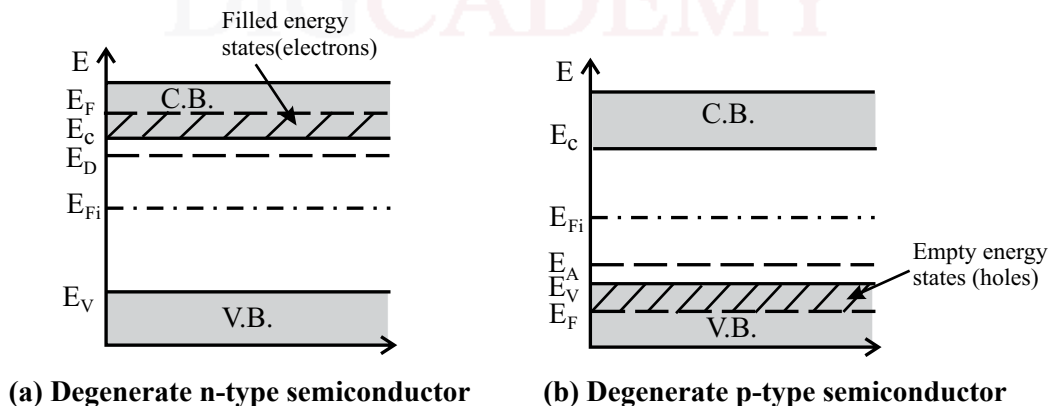 DIGCADEMY
Filled energy
states(electrons)
E
E_F
C.B.
E_c
E_D
E_Fi
E_V
V.B.
(a) Degenerate n-type semiconductor
E
C.B.
E_c
E_Fi
E_A
E_V
E_F
V.B.
Empty energy
states (holes)
(b) Degenerate p-type semiconductor